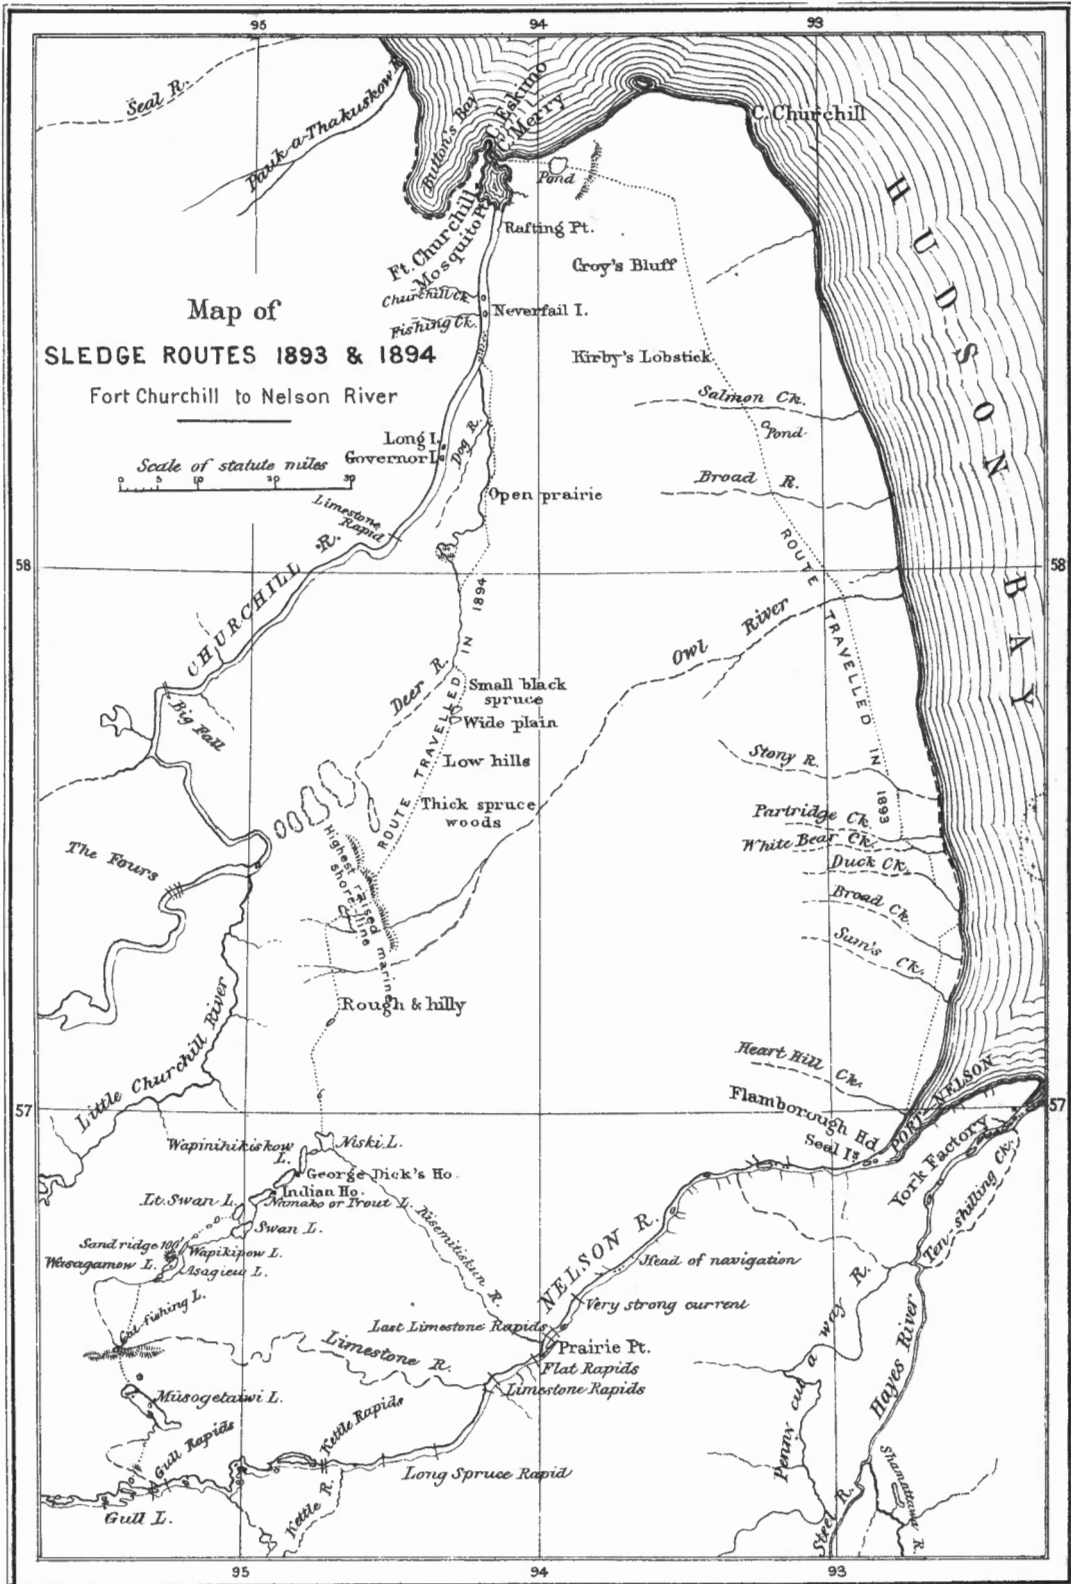 95 94 93
Seal R.
Pauk-a-Thakuskow R.
Button's Bay
C. Eskimo
C. Merry
C. Churchill
Pond
Ft. Churchill
Mosquito Pt.
Rafting Pt.
Croy's Bluff
Churchill Ck.
Neverfail I.
Fishing Ck.
HUDSON BAY
Map of
SLEDGE ROUTES 1893 & 1894
Fort Churchill to Nelson River
Scale of statute miles
0 5 10 20 30
Kirby's Lobstick
Salmon Ck.
Pond
Long I.
Governor I.
Dog R.
Broad R.
Open prairie
Limestone
Rapid
58 58
CHURCHILL R.
ROUTE TRAVELLED IN 1893
ROUTE TRAVELLED IN 1894
Owl River
Deer R.
Small black
spruce
Wide plain
Big Fall
Low hills
Stony R.
Thick spruce
woods
Partridge Ck.
White Bear Ck.
Duck Ck.
The Fours
Highest raised marine
shore-line
Broad Ck.
Sam's Ck.
Rough & hilly
Little Churchill River
Heart Hill Ck.
PORT NELSON
57 57
Flamborough Hd
Seal Is
York Factory
Ten-shilling Ck.
Wapinihikiskow
L.
Niski L.
George Dick's Ho.
Indian Ho.
Lt. Swan L.
Namako or Trout L.
Swan L.
Kisemitiskun R.
Sand ridge 100'
Wapikipow L.
Wasagamow L.
Asagiew L.
NELSON R.
Head of navigation
Very strong current
Cat-fishing L.
Last Limestone Rapids
Prairie Pt.
Limestone R.
Flat Rapids
Limestone Rapids
Penny cut a way R.
Hayes River
Musogetaiwi L.
Gull Rapids
Kettle Rapids
Long Spruce Rapid
Kettle R.
Gull L.
Steel R.
Shamattawa R.
95 94 93